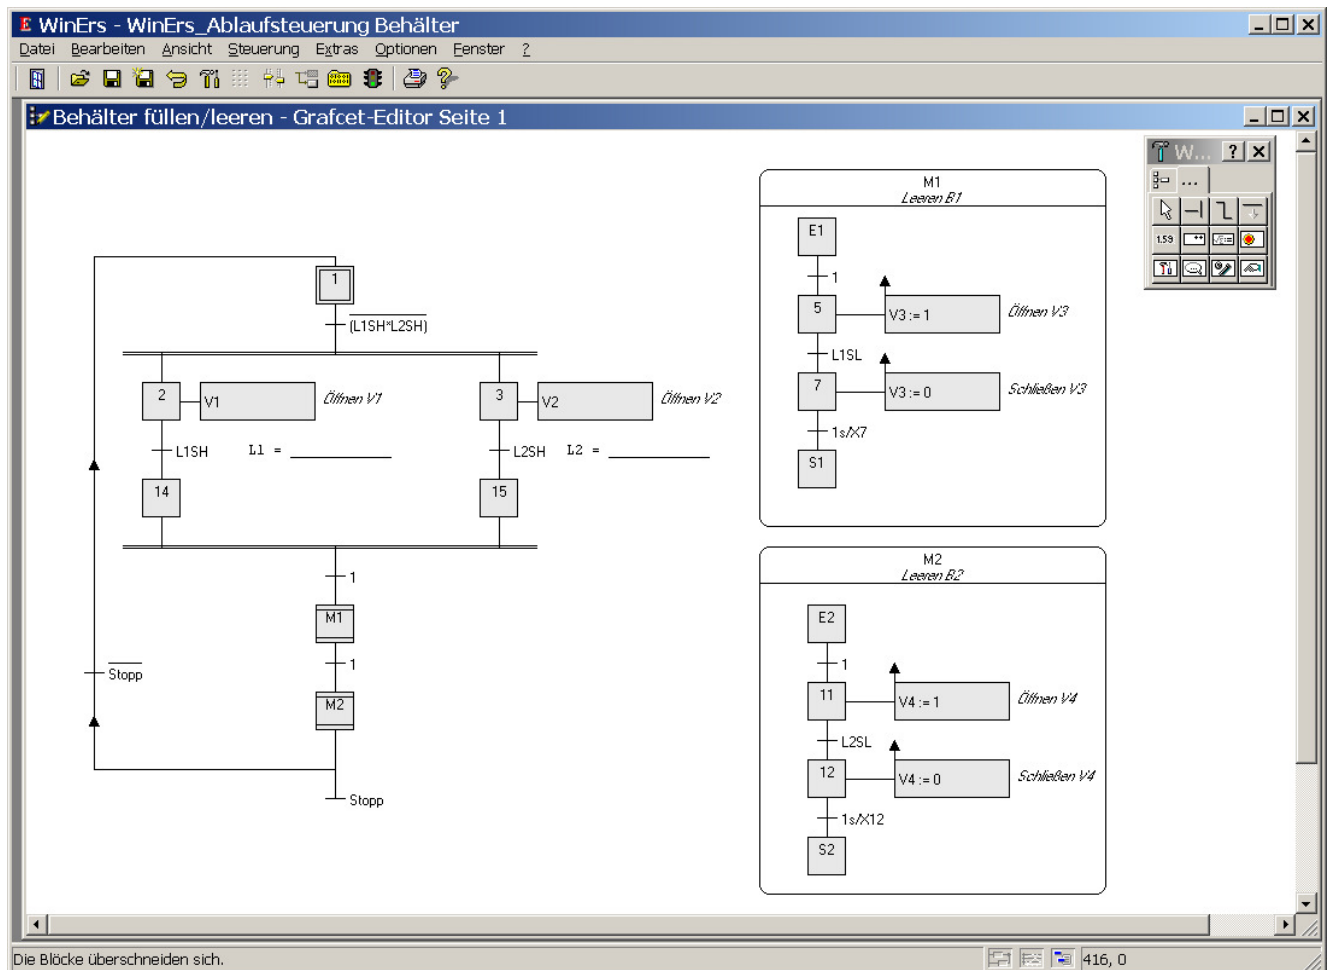 WinErs - WinErs_Ablaufsteuerung Behälter
Datei Bearbeiten Ansicht Steuerung Extras Optionen Fenster ?
Behälter füllen/leeren - Grafcet-Editor Seite 1
W... ?
...
1.59
1
(L1SH*L2SH)
2
V1
Öffnen V1
3
V2
Öffnen V2
L1SH
L1 = 
L2SH
L2 = 
14
15
1
M1
1
M2
Stopp
Stopp
M1
Leeren B1
E1
1
5
V3 := 1
Öffnen V3
L1SL
7
V3 := 0
Schließen V3
1s/X7
S1
M2
Leeren B2
E2
1
11
V4 := 1
Öffnen V4
L2SL
12
V4 := 0
Schließen V4
1s/X12
S2
Die Blöcke überschneiden sich.
416, 0